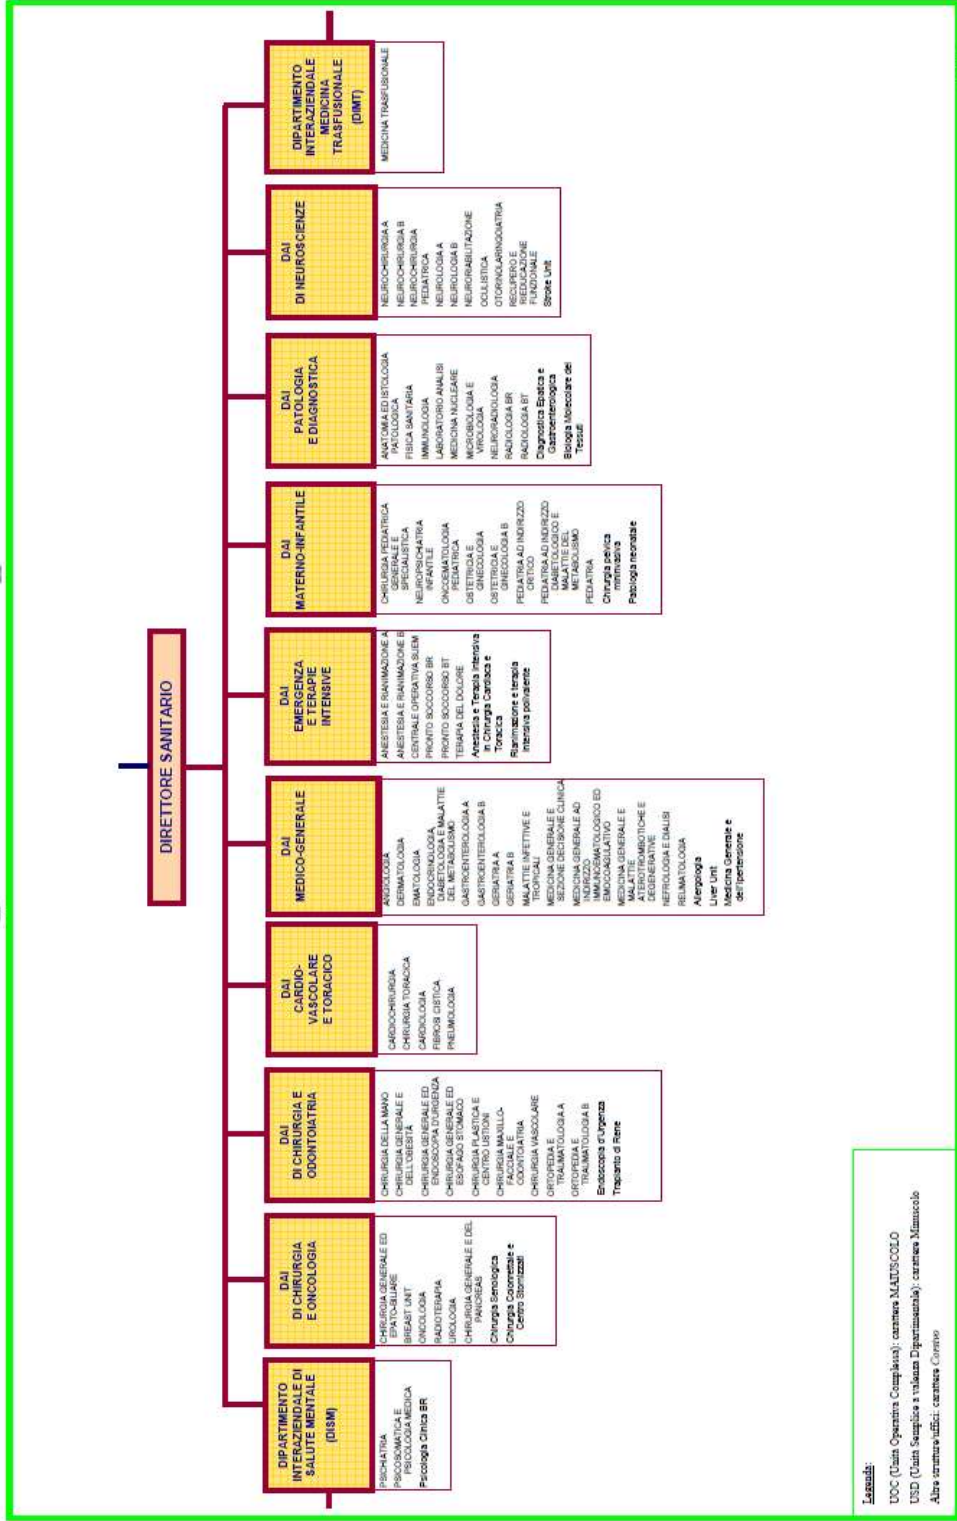 DIRETTORE SANITARIO
DIPARTIMENTO
INTERAZIENDALE DI
SALUTE MENTALE
(DISM)
PSICHIATRIA
PSICOSOMATICA E
PSICOLOGIA MEDICA
Psicologia Clinica BR
DAI
DI CHIRURGIA
E ONCOLOGIA
CHIRURGIA GENERALE ED
EPATO-BILIARE
BREAST UNIT
ONCOLOGIA
RADIOTERAPIA
UROLOGIA
CHIRURGIA GENERALE E DEL
PANCREAS
Chirurgia Senologica
Chirurgia Colonrettale e
Centro Stomizzati
DAI
DI CHIRURGIA E
ODONTOIATRIA
CHIRURGIA DELLA MANO
CHIRURGIA GENERALE E
DELL'OBESITÀ
CHIRURGIA GENERALE ED
ENDOSCOPIA D'URGENZA
CHIRURGIA GENERALE ED
ESOFAGO STOMACO
CHIRURGIA PLASTICA E
CENTRO USTIONI
CHIRURGIA MAXILLO-
FACCIALE E
ODONTOIATRIA
CHIRURGIA VASCOLARE
ORTOPEDIA E
TRAUMATOLOGIA A
ORTOPEDIA E
TRAUMATOLOGIA B
Endoscopia d'Urgenza
Trapianto di Rene
DAI
CARDIO-
VASCOLARE
E TORACICO
CARDIOCHIRURGIA
CHIRURGIA TORACICA
CARDIOLOGIA
FIBROSI CISTICA
PNEUMOLOGIA
DAI
MEDICO-GENERALE
ANGIOLOGIA
DERMATOLOGIA
EMATOLOGIA
ENDOCRINOLOGIA,
DIABETOLOGIA E MALATTIE
DEL METABOLISMO
GASTROENTEROLOGIA A
GASTROENTEROLOGIA B
GERIATRIA A
GERIATRIA B
MALATTIE INFETTIVE E
TROPICALI
MEDICINA GENERALE E
SEZIONE DECISIONE CLINICA
MEDICINA GENERALE AD
INDIRIZZO
IMMUNOEMATOLOGICO ED
EMOCOAGULATIVO
MEDICINA GENERALE E
MALATTIE
ATEROTROMBOTICHE E
DEGENERATIVE
NEFROLOGIA E DIALISI
REUMATOLOGIA
Allergologia
Liver Unit
Medicina Generale e
dell'Ipertensione
DAI
EMERGENZA
E TERAPIE
INTENSIVE
ANESTESIA E RIANIMAZIONE A
ANESTESIA E RIANIMAZIONE B
CENTRALE OPERATIVA SUEM
PRONTO SOCCORSO BR
PRONTO SOCCORSO BT
TERAPIA DEL DOLORE
Anestesia e Terapia Intensiva
in Chirurgia Cardiaca e
Toracica
Rianimazione e terapia
intensiva polivalente
DAI
MATERNO-INFANTILE
CHIRURGIA PEDIATRICA
GENERALE E
SPECIALISTICA
NEUROPSICHIATRIA
INFANTILE
ONCOEMATOLOGIA
PEDIATRICA
OSTETRICIA E
GINECOLOGIA
OSTETRICIA E
GINECOLOGIA B
PEDIATRIA AD INDIRIZZO
CRITICO
PEDIATRIA AD INDIRIZZO
DIABETOLOGICO E
MALATTIE DEL
METABOLISMO
PEDIATRIA
Chirurgia pelvica
mininvasiva
Patologia neonatale
DAI
PATOLOGIA
E DIAGNOSTICA
ANATOMIA ED ISTOLOGIA
PATOLOGICA
FISICA SANITARIA
IMMUNOLOGIA
LABORATORIO ANALISI
MEDICINA NUCLEARE
MICROBIOLOGIA E
VIROLOGIA
NEURORADIOLOGIA
RADIOLOGIA BR
RADIOLOGIA BT
Diagnostica Epatica e
Gastroenterologica
Biologia Molecolare dei
Tessuti
DAI
DI NEUROSCIENZE
NEUROCHIRURGIA A
NEUROCHIRURGIA B
NEUROCHIRURGIA
PEDIATRICA
NEUROLOGIA A
NEUROLOGIA B
NEURORIABILITAZIONE
OCULISTICA
OTORINOLARINGOIATRIA
RECUPERO E
RIEDUCAZIONE
FUNZIONALE
Stroke Unit
DIPARTIMENTO
INTERAZIENDALE
MEDICINA
TRASFUSIONALE
(DIMT)
MEDICINA TRASFUSIONALE
Legenda:
UOC (Unità Operativa Complessa): carattere MAIUSCOLO
USD (Unità Semplice a valenza Dipartimentale): carattere Minuscolo
Altre strutture/uffici: carattere Corsivo